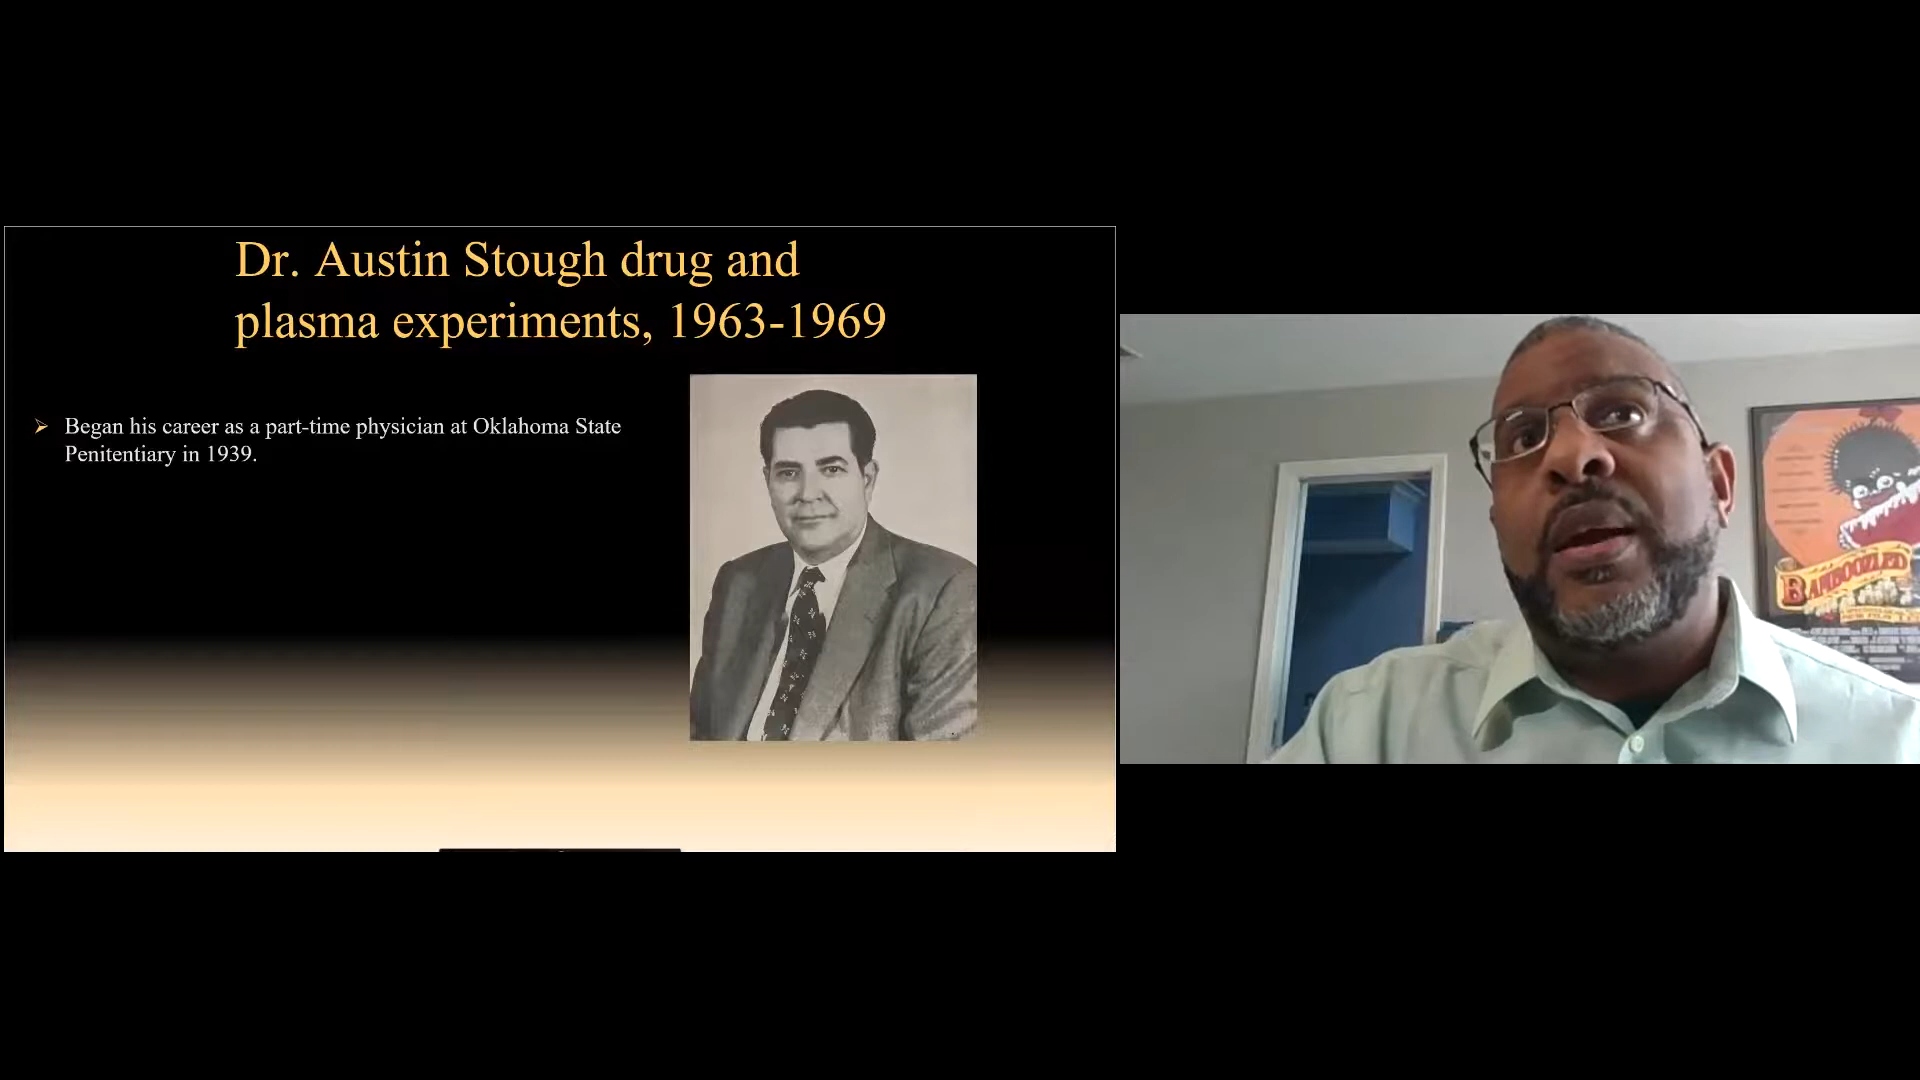 Dr. Austin Stough drug and
plasma experiments, 1963-1969
➢ Began his career as a part-time physician at Oklahoma State
Penitentiary in 1939.
BAMBOOZLED